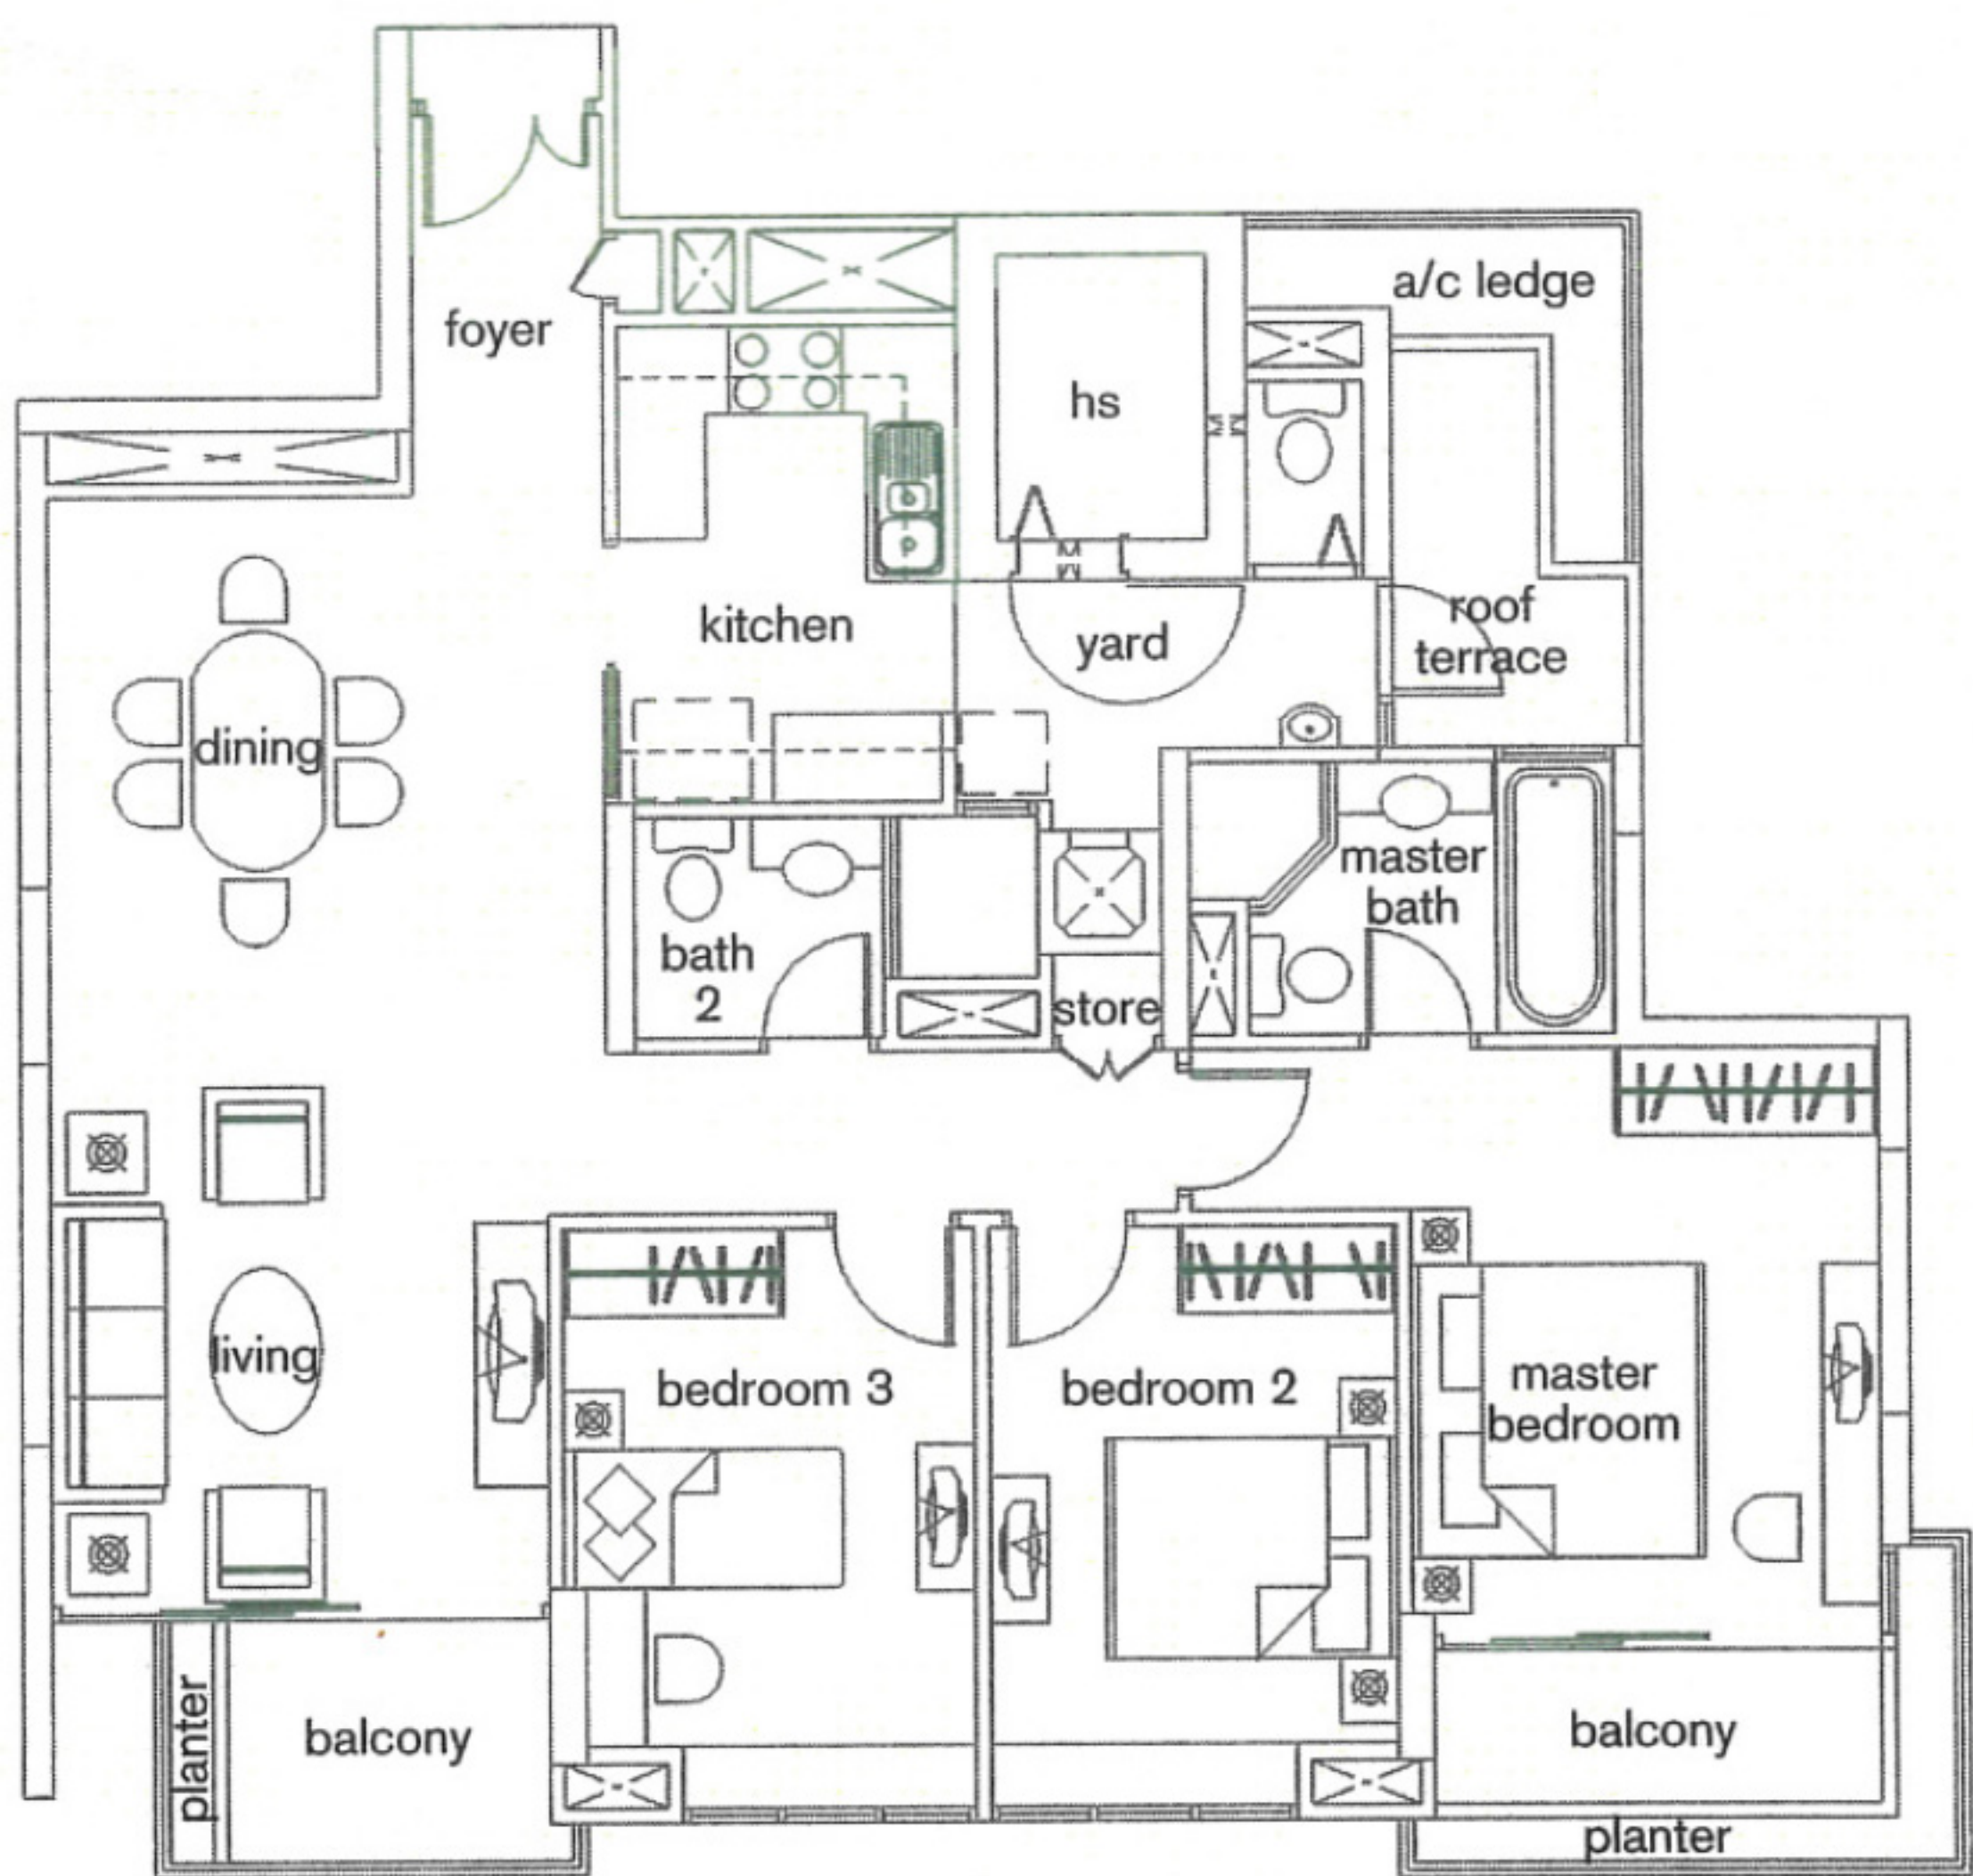 a/c ledge
foyer
hs
roof
terrace
kitchen
yard
dining
master
bath
bath
2
store
living
bedroom 3
bedroom 2
master
bedroom
planter
balcony
balcony
planter